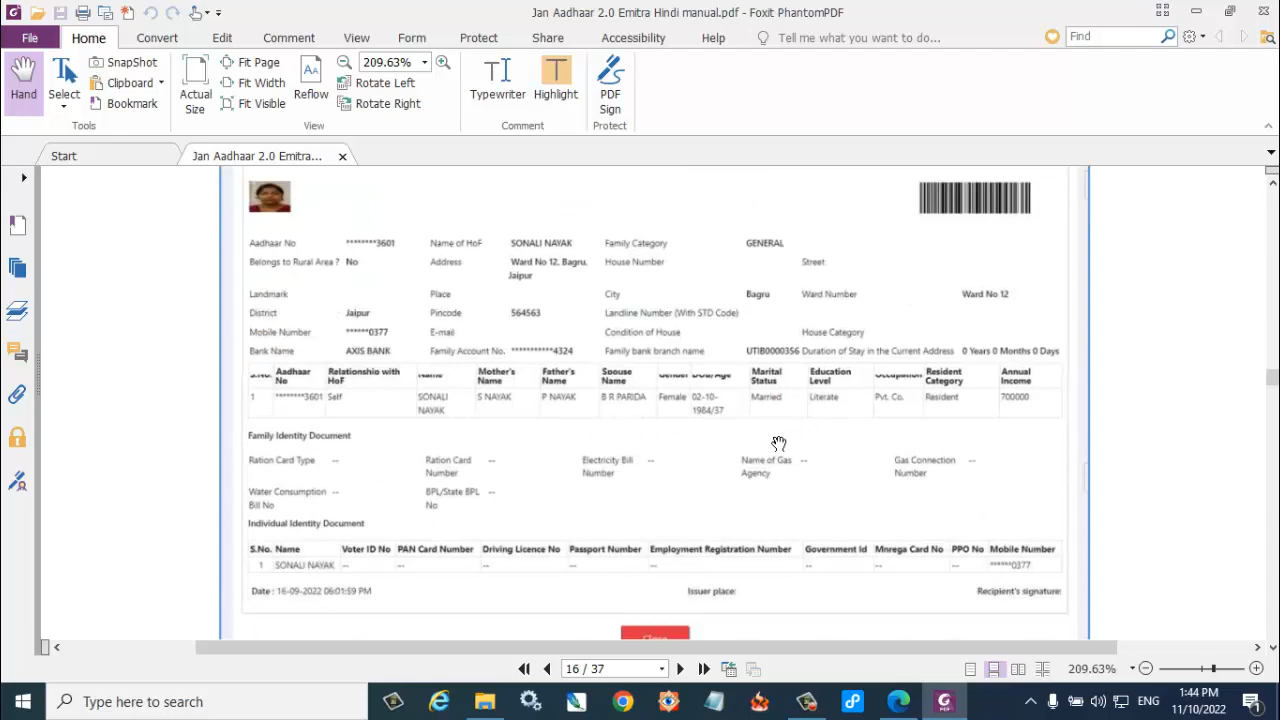 Jan Aadhaar 2.0 Emitra Hindi manual.pdf - Foxit PhantomPDF
File Home Convert Edit Comment View Form Protect Share Accessibility Help Tell me what you want to do... Find
Hand
Select
SnapShot
Clipboard
Bookmark
Tools
Actual Size
Fit Page
Fit Width
Fit Visible
Reflow
209.63%
Rotate Left
Rotate Right
View
Typewriter
Highlight
Comment
PDF Sign
Protect
Start Jan Aadhaar 2.0 Emitra...
Aadhaar No ********3601 Name of HoF SONALI NAYAK Family Category GENERAL
Belongs to Rural Area ? No Address Ward No 12, Bagru, House Number Street
Jaipur
Landmark Place City Bagru Ward Number Ward No 12
District Jaipur Pincode 564563 Landline Number (With STD Code)
Mobile Number ******0377 E-mail Condition of House House Category
Bank Name AXIS BANK Family Account No. ***********4324 Family bank branch name UTIB0000356 Duration of Stay in the Current Address 0 Years 0 Months 0 Days
S.No. Aadhaar Relationship with Name Mother's Father's Spouse Gender DOB/Age Marital Education Occupation Resident Annual
No HoF Name Name Name Status Level Category Income
1 ********3601 Self SONALI S NAYAK P NAYAK B R PARIDA Female 02-10- Married Literate Pvt. Co. Resident 700000
NAYAK 1984/37
Family Identity Document
Ration Card Type -- Ration Card -- Electricity Bill -- Name of Gas -- Gas Connection --
Number Number Agency Number
Water Consumption -- BPL/State BPL --
Bill No No
Individual Identity Document
S.No. Name Voter ID No PAN Card Number Driving Licence No Passport Number Employment Registration Number Government Id Mnrega Card No PPO No Mobile Number
1 SONALI NAYAK -- -- -- -- -- -- -- -- ******0377
Date : 16-09-2022 06:01:59 PM Issuer place: Recipient's signature:
Close
16 / 37 209.63%
Type here to search ENG 1:44 PM
11/10/2022